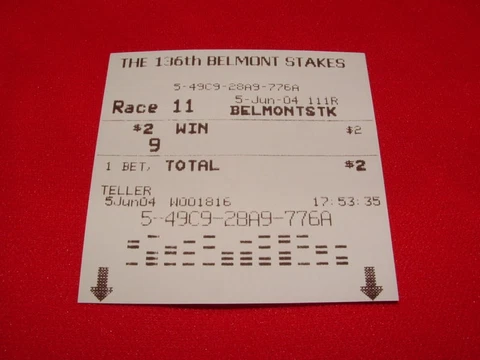 THE 136th BELMONT STAKES
5-49C9-28A9-776A
Race 11 5-Jun-04 111R
BELMONTSTK
$2 WIN $2
9
1 BET, TOTAL $2
TELLER
5Jun04 W001816 17:53:35
5-49C9-28A9-776A